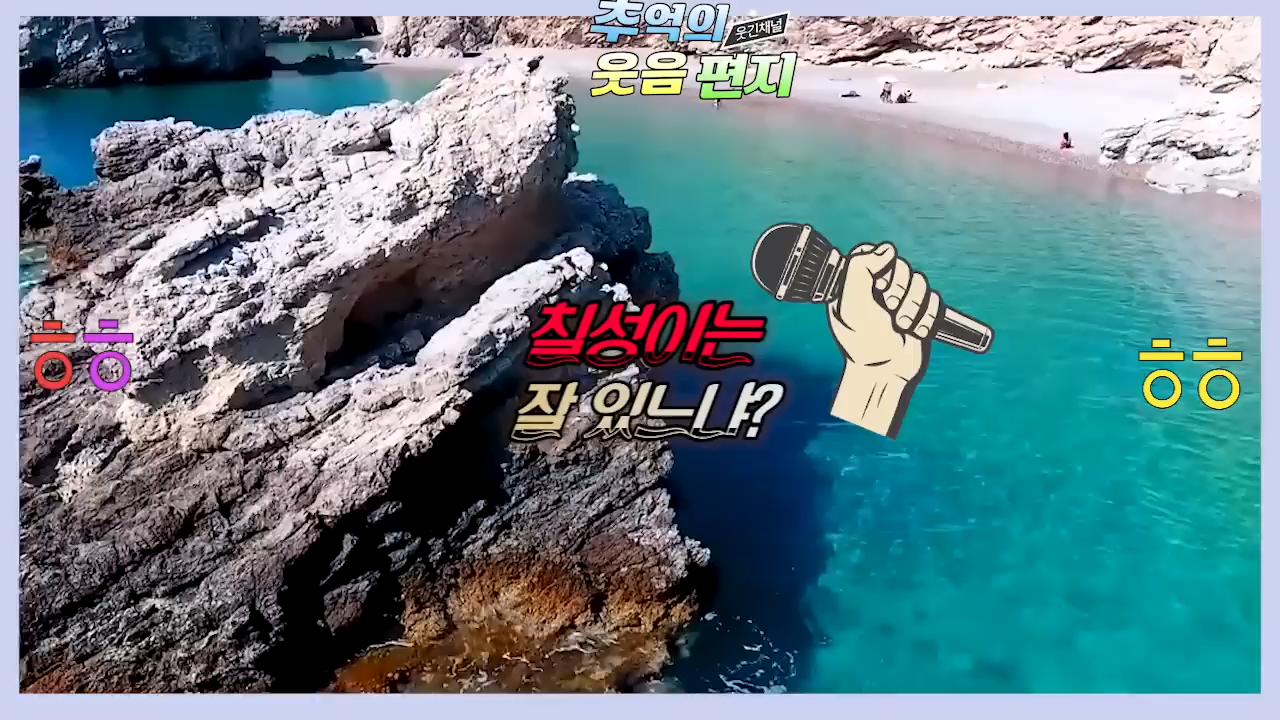 추억의 웃긴채널
웃음 편지
칠성이는
잘 있느냐?
ㅎㅎ
ㅎㅎ